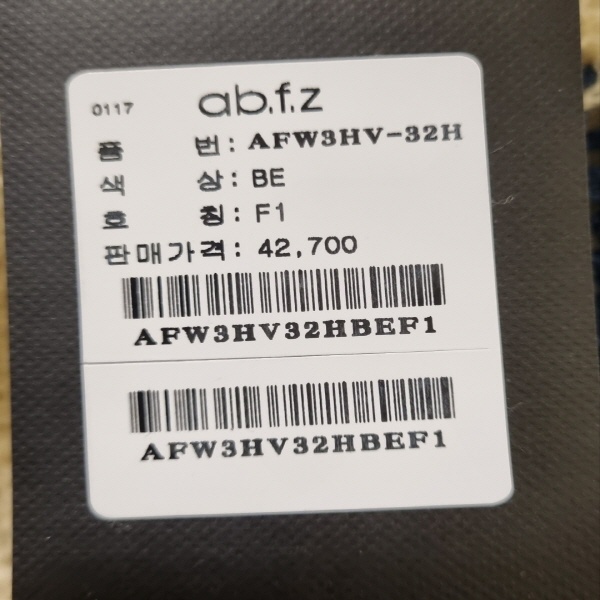 0117 ab.f.z
품 번: AFW3HV-32H
색 상: BE
호 칭: F1
판매가격: 42,700
AFW3HV32HBEF1
AFW3HV32HBEF1